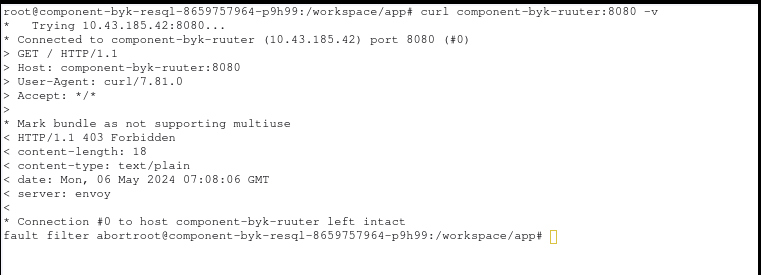 root@component-byk-resql-8659757964-p9h99:/workspace/app# curl component-byk-ruuter:8080 -v
*   Trying 10.43.185.42:8080...
* Connected to component-byk-ruuter (10.43.185.42) port 8080 (#0)
> GET / HTTP/1.1
> Host: component-byk-ruuter:8080
> User-Agent: curl/7.81.0
> Accept: */*
>
* Mark bundle as not supporting multiuse
< HTTP/1.1 403 Forbidden
< content-length: 18
< content-type: text/plain
< date: Mon, 06 May 2024 07:08:06 GMT
< server: envoy
<
* Connection #0 to host component-byk-ruuter left intact
fault filter abortroot@component-byk-resql-8659757964-p9h99:/workspace/app#